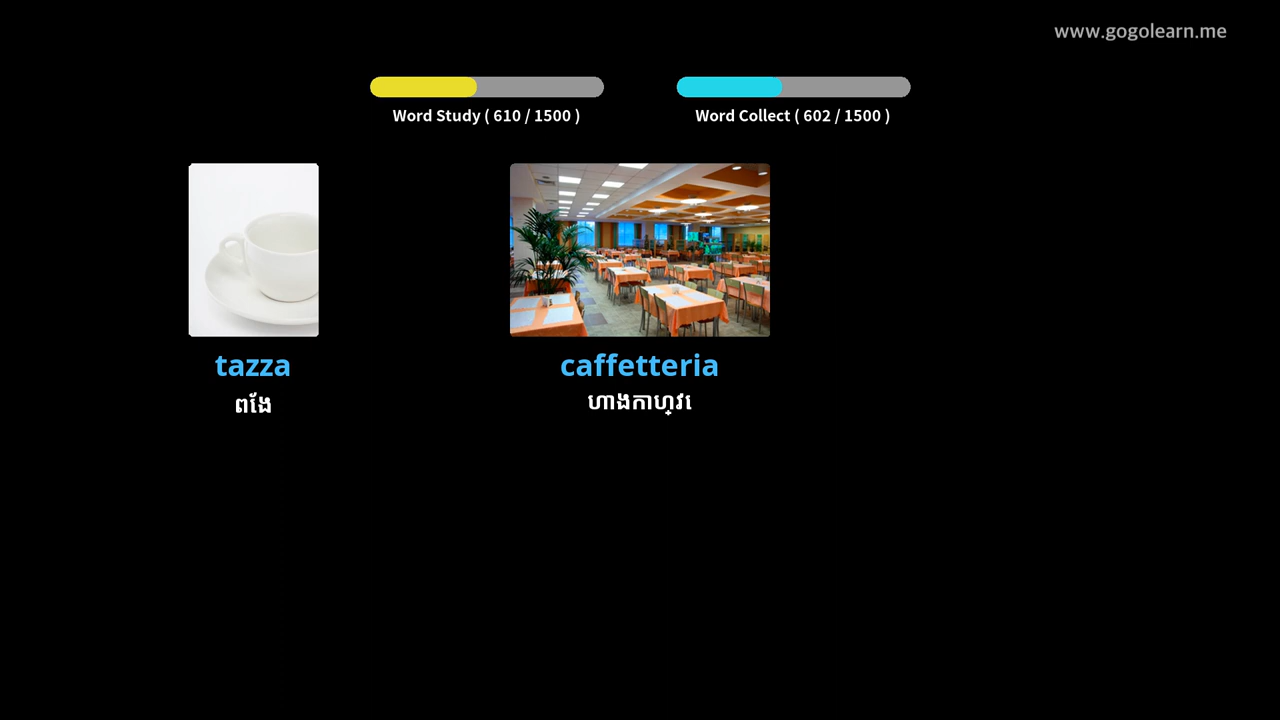 www.gogolearn.me
Word Study ( 610 / 1500 )
Word Collect ( 602 / 1500 )
tazza
ពែង
caffetteria
ហាងកាហ្វេ